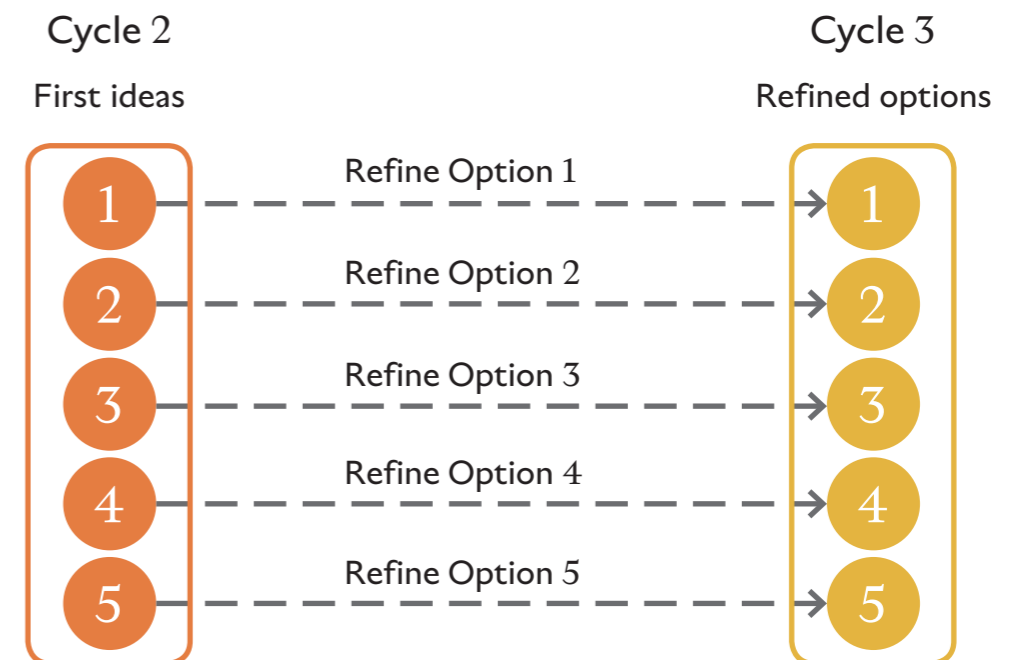 Cycle 2
Cycle 3
First ideas
Refined options
1
Refine Option 1
1
2
Refine Option 2
2
3
Refine Option 3
3
4
Refine Option 4
4
5
Refine Option 5
5